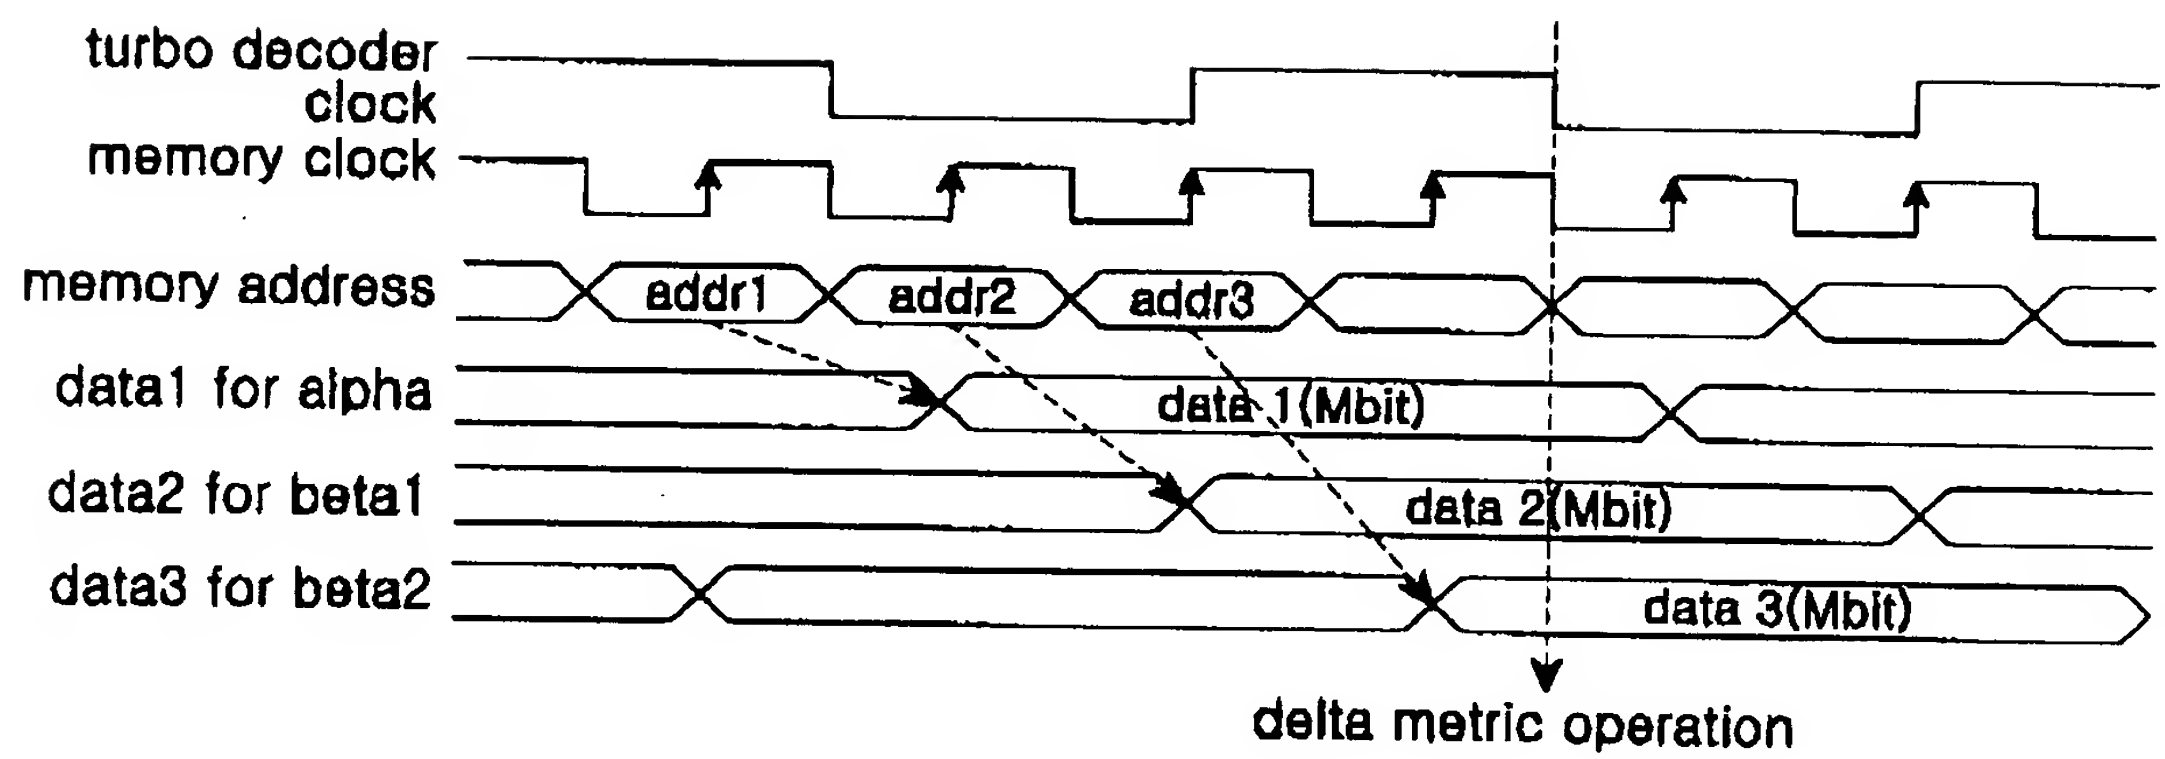 turbo decoder
clock
memory clock
memory address
addr1
addr2
addr3
data1 for alpha
data 1(Mbit)
data2 for beta1
data 2(Mbit)
data3 for beta2
data 3(Mbit)
delta metric operation